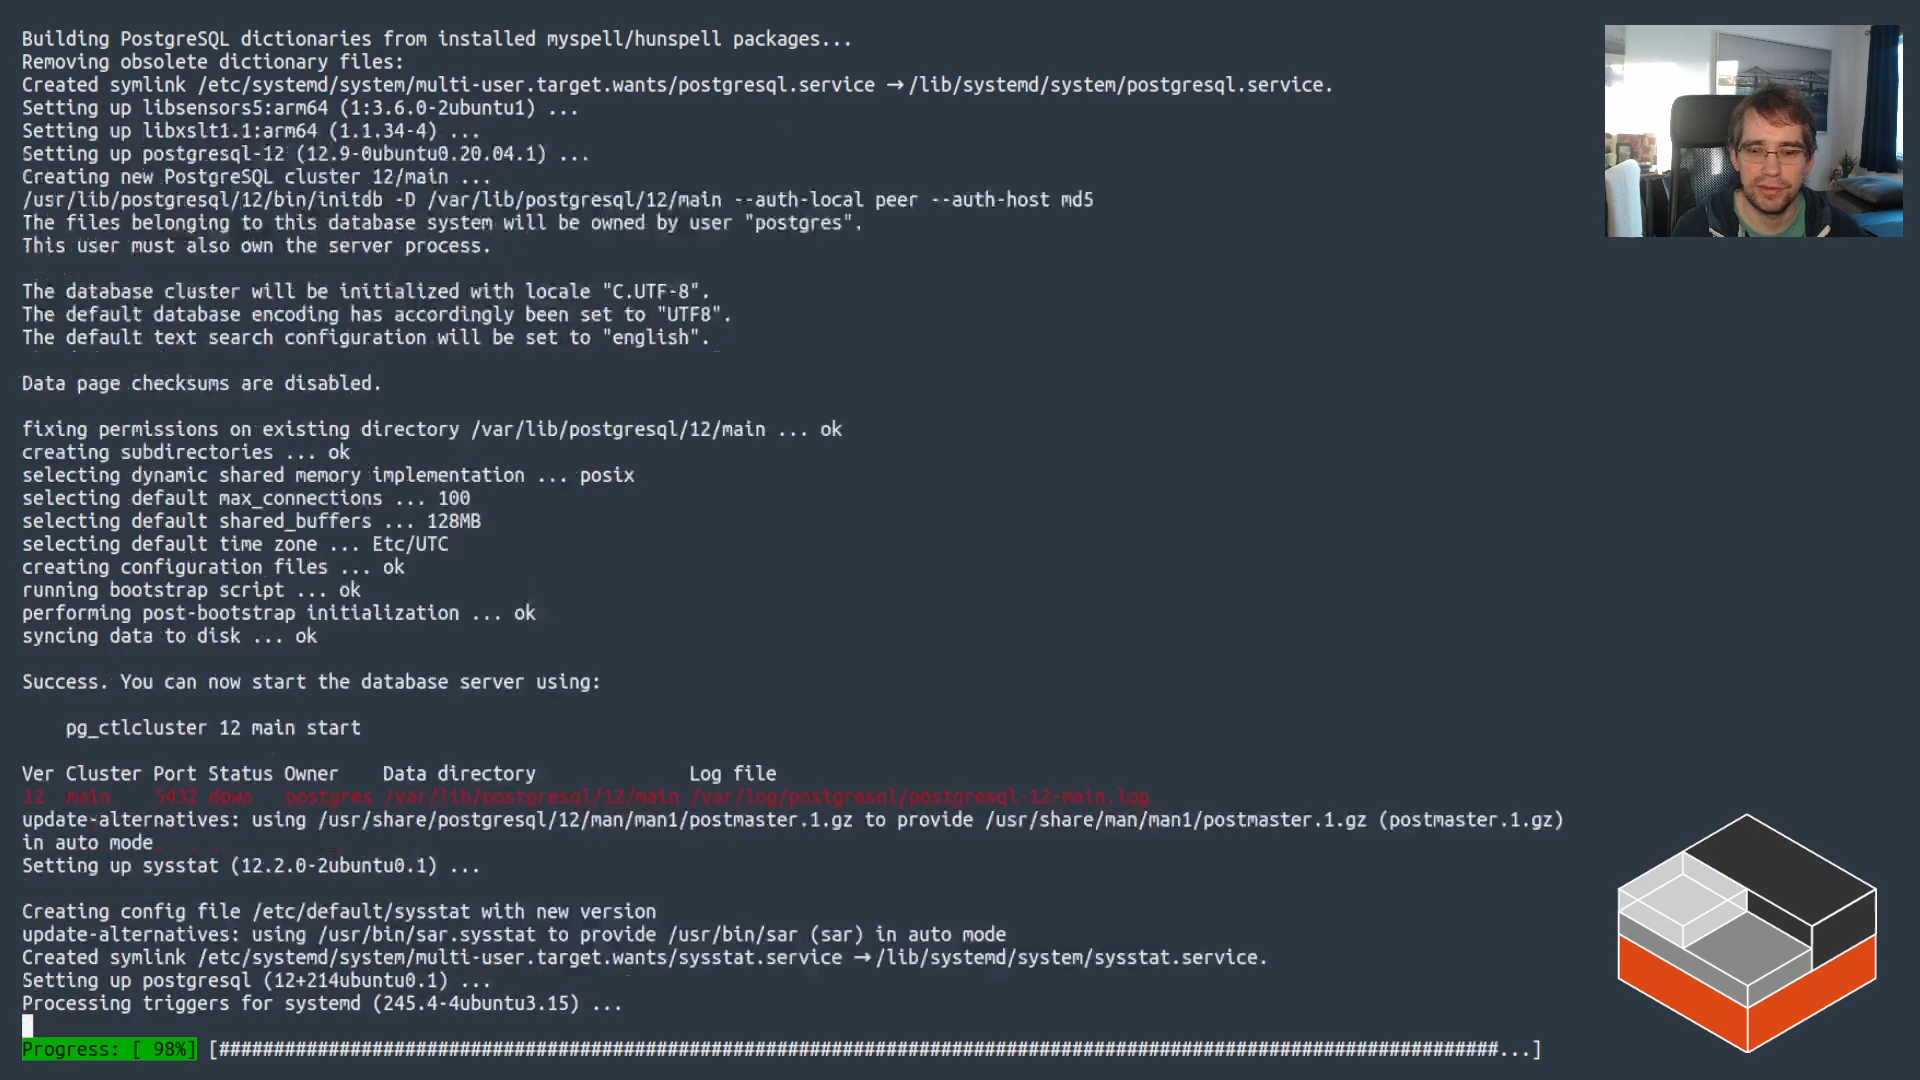 Building PostgreSQL dictionaries from installed myspell/hunspell packages...
Removing obsolete dictionary files:
Created symlink /etc/systemd/system/multi-user.target.wants/postgresql.service → /lib/systemd/system/postgresql.service.
Setting up libsensors5:arm64 (1:3.6.0-2ubuntu1) ...
Setting up libxslt1.1:arm64 (1.1.34-4) ...
Setting up postgresql-12 (12.9-0ubuntu0.20.04.1) ...
Creating new PostgreSQL cluster 12/main ...
/usr/lib/postgresql/12/bin/initdb -D /var/lib/postgresql/12/main --auth-local peer --auth-host md5
The files belonging to this database system will be owned by user "postgres".
This user must also own the server process.
The database cluster will be initialized with locale "C.UTF-8".
The default database encoding has accordingly been set to "UTF8".
The default text search configuration will be set to "english".
Data page checksums are disabled.
fixing permissions on existing directory /var/lib/postgresql/12/main ... ok
creating subdirectories ... ok
selecting dynamic shared memory implementation ... posix
selecting default max_connections ... 100
selecting default shared_buffers ... 128MB
selecting default time zone ... Etc/UTC
creating configuration files ... ok
running bootstrap script ... ok
performing post-bootstrap initialization ... ok
syncing data to disk ... ok
Success. You can now start the database server using:
pg_ctlcluster 12 main start
Ver Cluster Port Status Owner    Data directory              Log file
12  main    5432 down   postgres /var/lib/postgresql/12/main /var/log/postgresql/postgresql-12-main.log
update-alternatives: using /usr/share/postgresql/12/man/man1/postmaster.1.gz to provide /usr/share/man/man1/postmaster.1.gz (postmaster.1.gz)
in auto mode
Setting up sysstat (12.2.0-2ubuntu0.1) ...
Creating config file /etc/default/sysstat with new version
update-alternatives: using /usr/bin/sar.sysstat to provide /usr/bin/sar (sar) in auto mode
Created symlink /etc/systemd/system/multi-user.target.wants/sysstat.service → /lib/systemd/system/sysstat.service.
Setting up postgresql (12+214ubuntu0.1) ...
Processing triggers for systemd (245.4-4ubuntu3.15) ...
Progress: [ 98%] [#####################################################################################################################...]